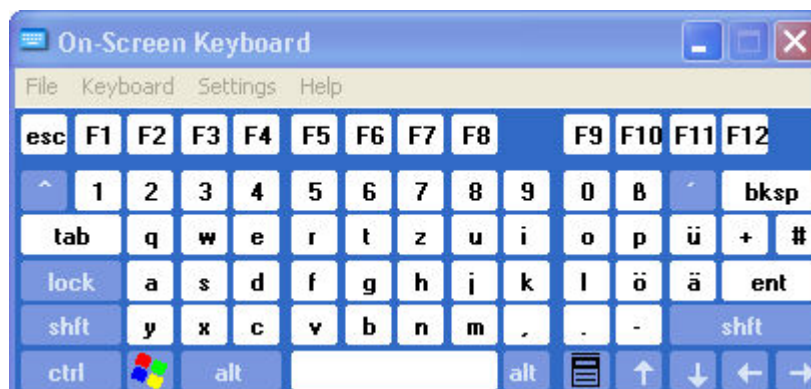 On-Screen Keyboard
File Keyboard Settings Help
esc F1 F2 F3 F4 F5 F6 F7 F8 F9 F10 F11 F12
^ 1 2 3 4 5 6 7 8 9 0 ß ´ bksp
tab q w e r t z u i o p ü + #
lock a s d f g h j k l ö ä ent
shft y x c v b n m , . - shft
ctrl alt alt ↑ ↓ ← →